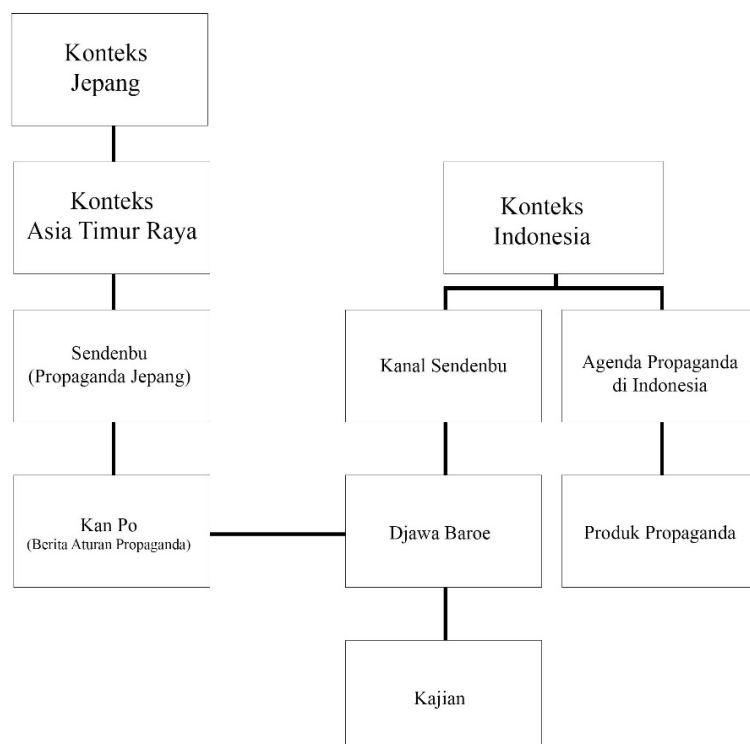 Konteks
Jepang
Konteks
Asia Timur Raya
Konteks
Indonesia
Sendenbu
(Propaganda Jepang)
Kanal Sendenbu
Agenda Propaganda
di Indonesia
Kan Po
(Berita Aturan Propaganda)
Djawa Baroe
Produk Propaganda
Kajian